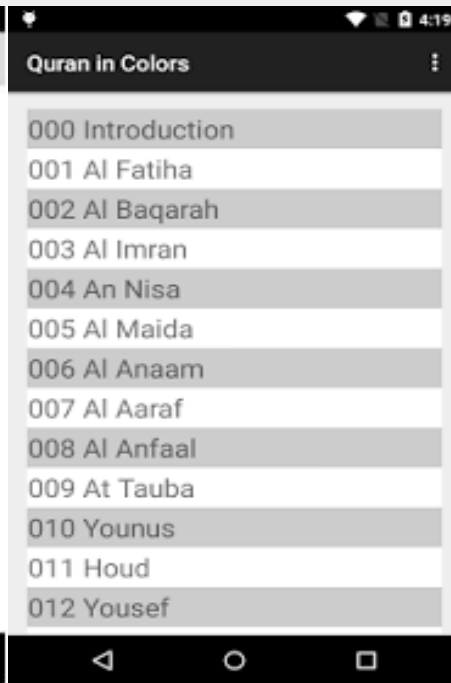 4:19
Quran in Colors
000 Introduction
001 Al Fatiha
002 Al Baqarah
003 Al Imran
004 An Nisa
005 Al Maida
006 Al Anaam
007 Al Aaraf
008 Al Anfaal
009 At Tauba
010 Younus
011 Houd
012 Yousef